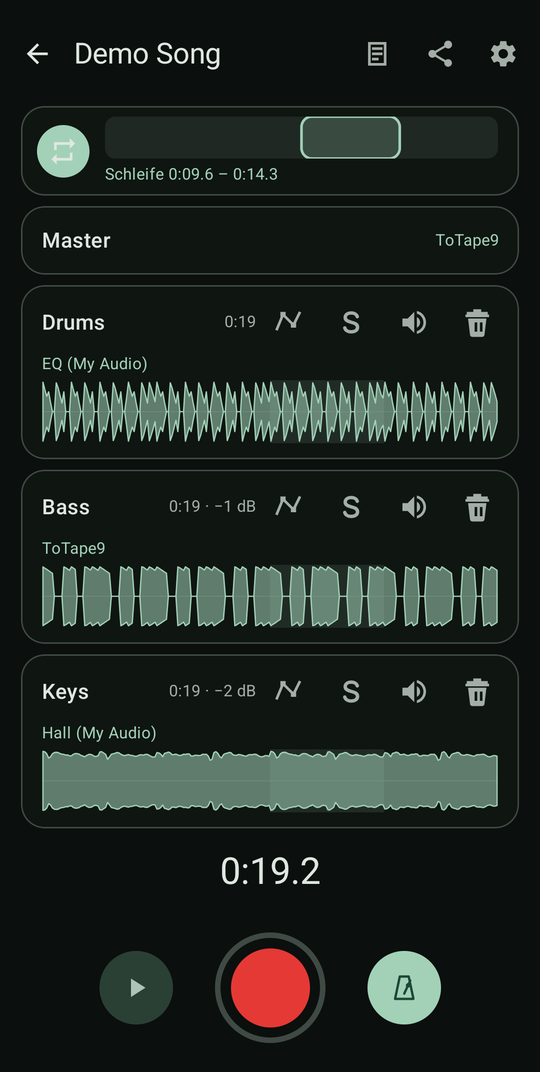 Demo Song
Schleife 0:09.6 – 0:14.3
Master ToTape9
Drums 0:19 S
EQ (My Audio)
Bass 0:19 · −1 dB S
ToTape9
Keys 0:19 · −2 dB S
Hall (My Audio)
0:19.2